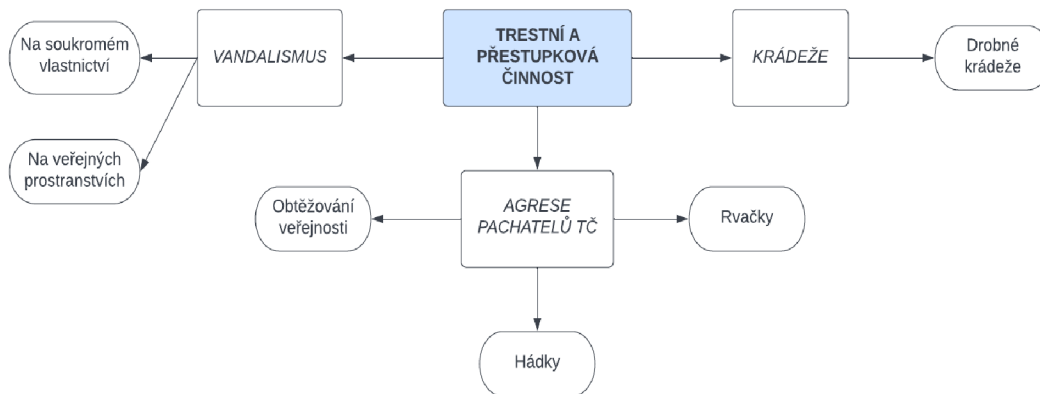 Na soukromém
vlastnictví
VANDALISMUS
TRESTNÍ A
PŘESTUPKOVÁ
ČINNOST
KRÁDEŽE
Drobné
krádeže
Na veřejných
prostranstvích
Obtěžování
veřejnosti
AGRESE
PACHATELŮ TČ
Rvačky
Hádky